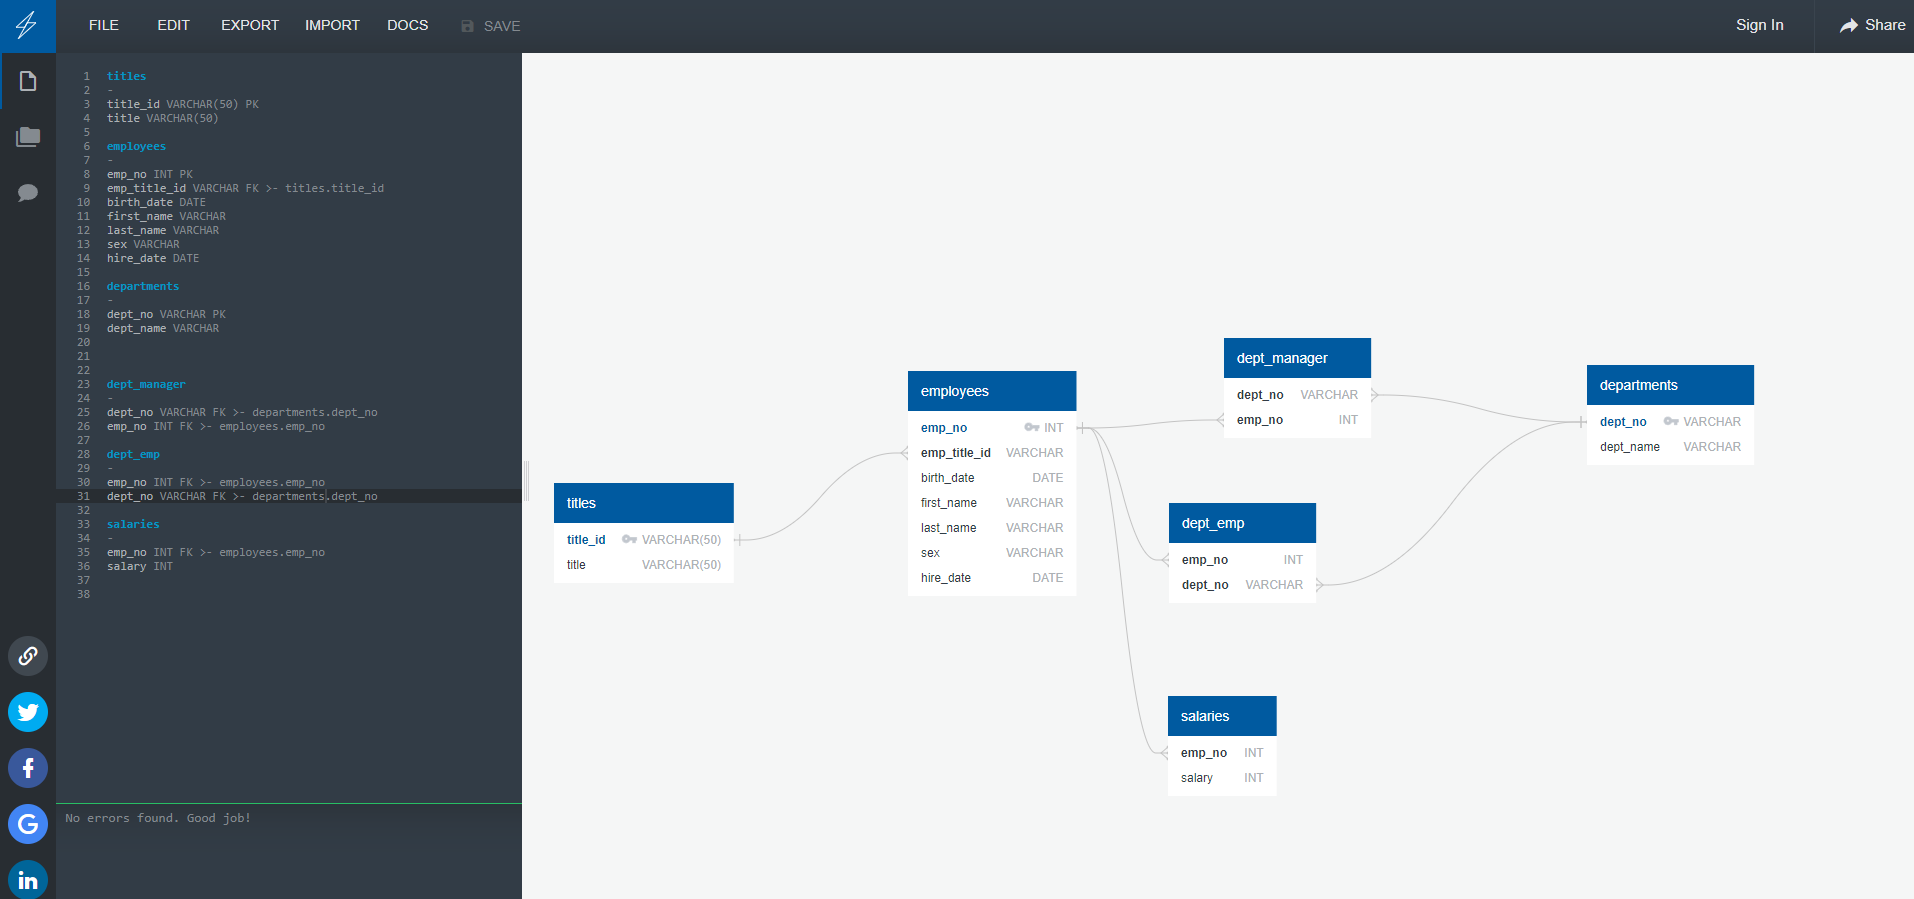 FILE EDIT EXPORT IMPORT DOCS SAVE Sign In Share
1 titles
2 -
3 title_id VARCHAR(50) PK
4 title VARCHAR(50)
5
6 employees
7 -
8 emp_no INT PK
9 emp_title_id VARCHAR FK >- titles.title_id
10 birth_date DATE
11 first_name VARCHAR
12 last_name VARCHAR
13 sex VARCHAR
14 hire_date DATE
15
16 departments
17 -
18 dept_no VARCHAR PK
19 dept_name VARCHAR
20
21
22
23 dept_manager
24 -
25 dept_no VARCHAR FK >- departments.dept_no
26 emp_no INT FK >- employees.emp_no
27
28 dept_emp
29 -
30 emp_no INT FK >- employees.emp_no
31 dept_no VARCHAR FK >- departments.dept_no
32
33 salaries
34 -
35 emp_no INT FK >- employees.emp_no
36 salary INT
37
38
No errors found. Good job!
titles
title_id VARCHAR(50)
title VARCHAR(50)
employees
emp_no INT
emp_title_id VARCHAR
birth_date DATE
first_name VARCHAR
last_name VARCHAR
sex VARCHAR
hire_date DATE
dept_manager
dept_no VARCHAR
emp_no INT
departments
dept_no VARCHAR
dept_name VARCHAR
dept_emp
emp_no INT
dept_no VARCHAR
salaries
emp_no INT
salary INT
f
G
in